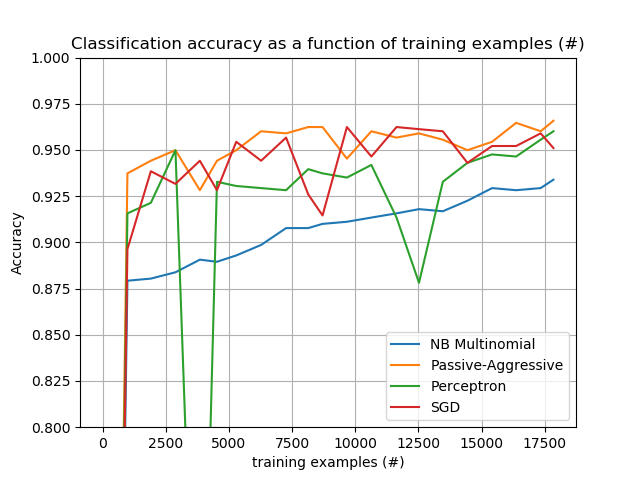 Classification accuracy as a function of training examples (#)
1.000
0.975
0.950
0.925
0.900
0.875
0.850
0.825
0.800
Accuracy
NB Multinomial
Passive-Aggressive
Perceptron
SGD
0 2500 5000 7500 10000 12500 15000 17500
training examples (#)